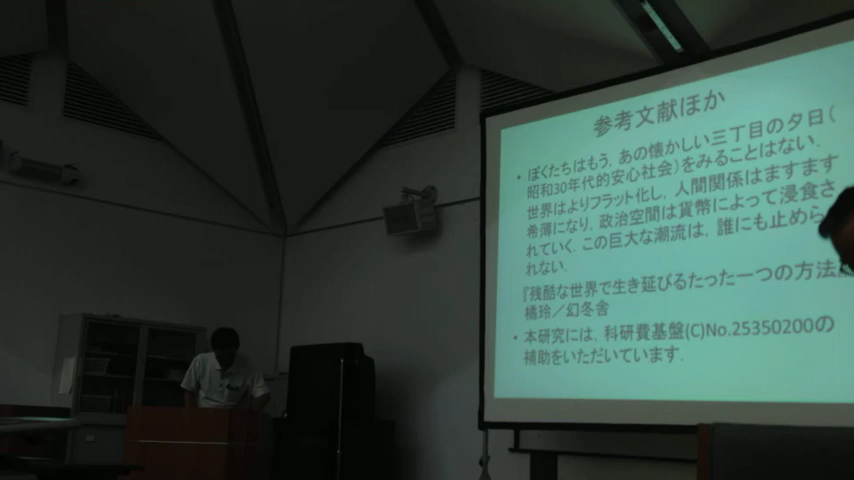 参考文献ほか
• ぼくたちはもう, あの懐かしい三丁目の夕日(
昭和30年代的安心社会)をみることはない.
世界はよりフラット化し, 人間関係はますます
希薄になり, 政治空間は貨幣によって浸食さ
れていく. この巨大な潮流は, 誰にも止めら
れない.
『残酷な世界で生き延びるたった一つの方法』
橘玲／幻冬舎
• 本研究には, 科研費基盤(C)No.25350200の
補助をいただいています.